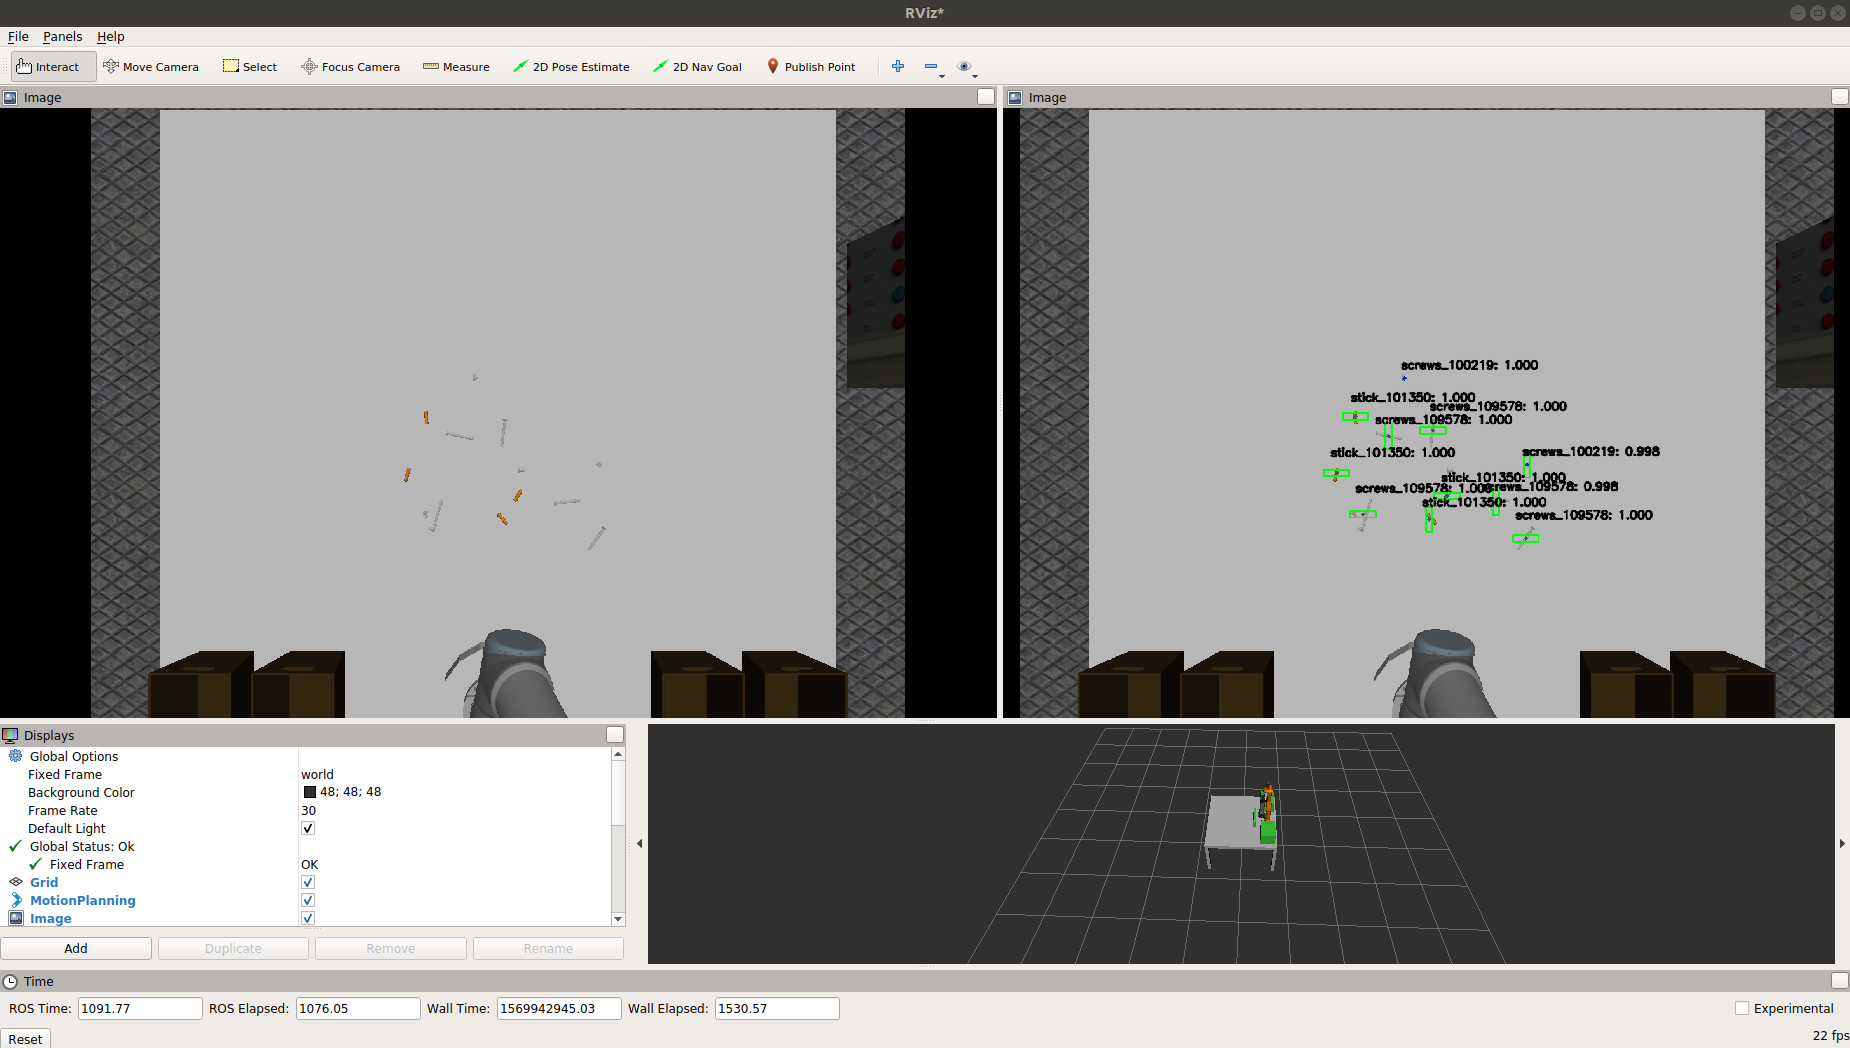 RViz*
File Panels Help
Interact Move Camera Select Focus Camera Measure 2D Pose Estimate 2D Nav Goal Publish Point
Image
Image
screws_100219: 1.000
stick_101350: 1.000
screws_109578: 1.000
screws_109578: 1.000
stick_101350: 1.000
screws_100219: 0.998
stick_101350: 1.000
screws_109578: 1.000
screws_109578: 0.998
stick_101350: 1.000
screws_109578: 1.000
Displays
Global Options
Fixed Frame world
Background Color 48; 48; 48
Frame Rate 30
Default Light
Global Status: Ok
Fixed Frame OK
Grid
MotionPlanning
Image
Add Duplicate Remove Rename
Time
ROS Time: 1091.77 ROS Elapsed: 1076.05 Wall Time: 1569942945.03 Wall Elapsed: 1530.57 Experimental
Reset 22 fps